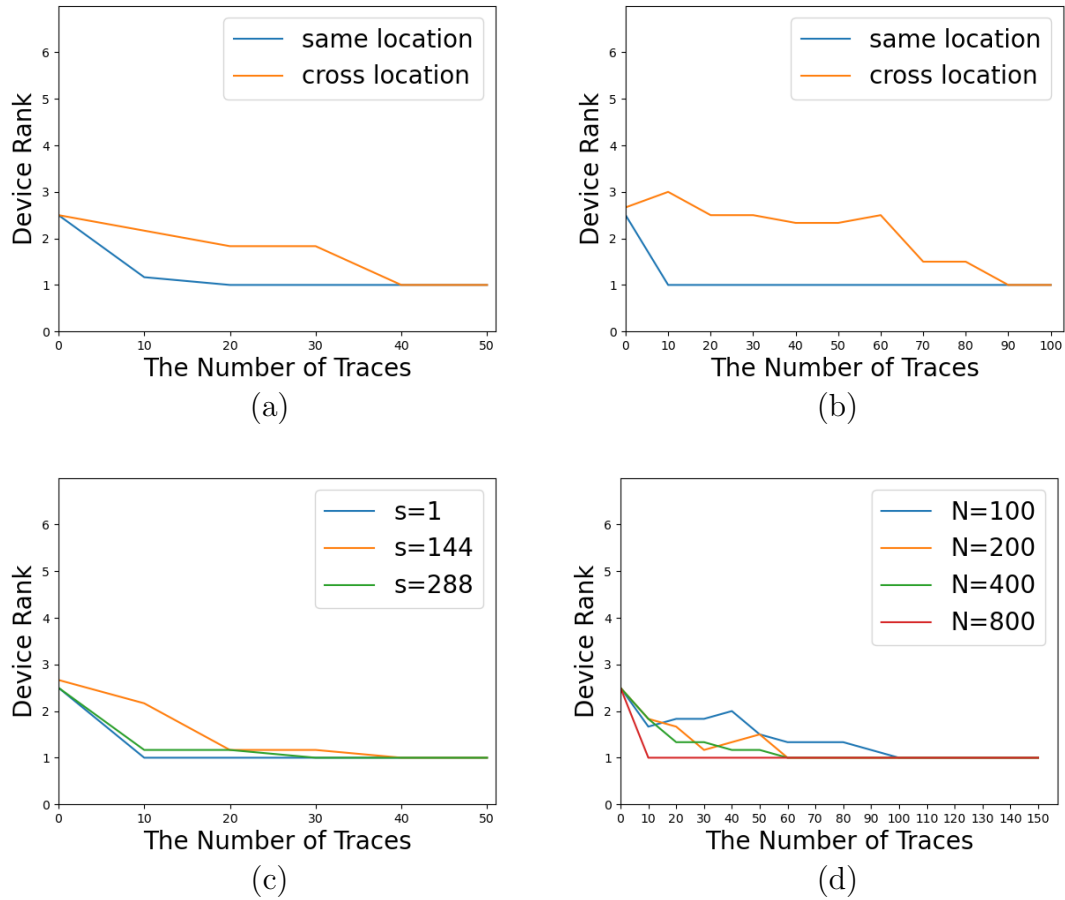 same location
cross location
Device Rank
6
5
4
3
2
1
0
0 10 20 30 40 50
The Number of Traces
(a)
same location
cross location
Device Rank
6
5
4
3
2
1
0
0 10 20 30 40 50 60 70 80 90 100
The Number of Traces
(b)
s=1
s=144
s=288
Device Rank
6
5
4
3
2
1
0
0 10 20 30 40 50
The Number of Traces
(c)
N=100
N=200
N=400
N=800
Device Rank
6
5
4
3
2
1
0
0 10 20 30 40 50 60 70 80 90 100 110 120 130 140 150
The Number of Traces
(d)